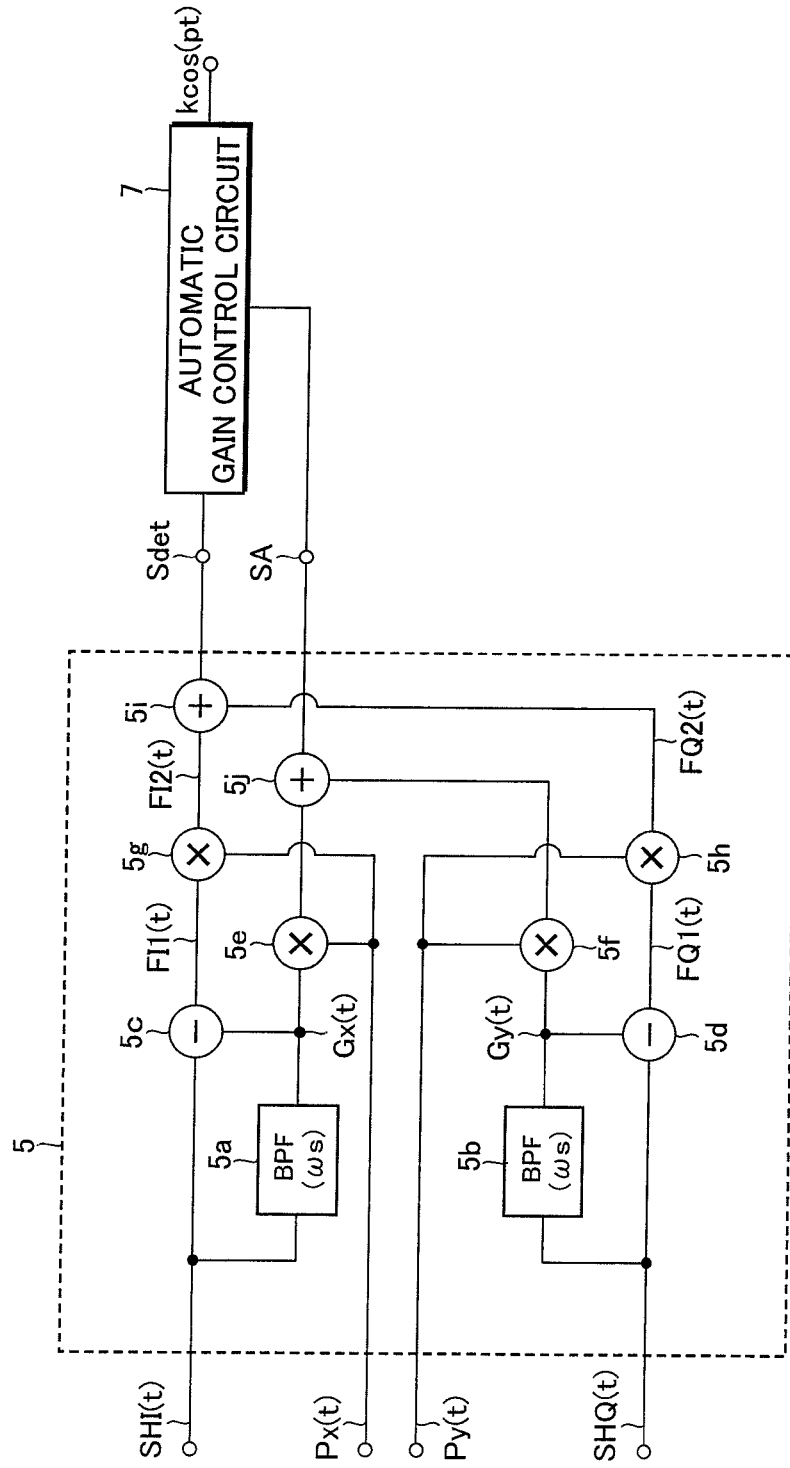 5
SHI(t)
Px(t)
Py(t)
SHQ(t)
5a
BPF
(ωs)
5b
BPF
(ωs)
5c
FI1(t)
5g
FI2(t)
5i
Sdet
Gx(t)
5e
5j
SA
Gy(t)
5f
5d
FQ1(t)
5h
FQ2(t)
7
AUTOMATIC
GAIN CONTROL CIRCUIT
kcos(pt)
+
+
×
×
×
×
−
−